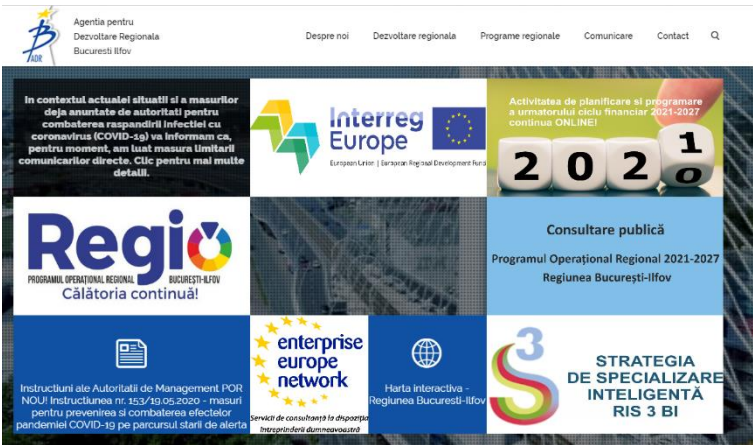 Agentia pentru
Dezvoltare Regionala
Bucuresti Ilfov
ADR
Despre noi
Dezvoltare regionala
Programe regionale
Comunicare
Contact
In contextul actualei situatii si a masurilor
deja anuntate de autoritati pentru
combaterea raspandirii infectiei cu
coronavirus (COVID-19) va informam ca,
pentru moment, am luat masura limitarii
comunicarilor directe. Clic pentru mai multe
detalii.
Interreg
Europe
European Union | European Regional Development Fund
Activitatea de planificare si programare
a urmatorului ciclu financiar 2021-2027
continua ONLINE!
2 0 2 1
0
Regio
PROGRAMUL OPERAȚIONAL REGIONAL BUCUREȘTI-ILFOV
Călătoria continuă!
Consultare publică
Programul Operațional Regional 2021-2027
Regiunea București-Ilfov
Instructiuni ale Autoritatii de Management POR
NOU! Instructiunea nr. 153/19.05.2020 - masuri
pentru prevenirea si combaterea efectelor
pandemiei COVID-19 pe parcursul starii de alerta
enterprise
europe
network
Servicii de consultanță la dispoziția
întreprinderii dumneavoastră
Harta interactiva -
Regiunea Bucuresti-Ilfov
S3
STRATEGIA
DE SPECIALIZARE
INTELIGENTĂ
RIS 3 BI